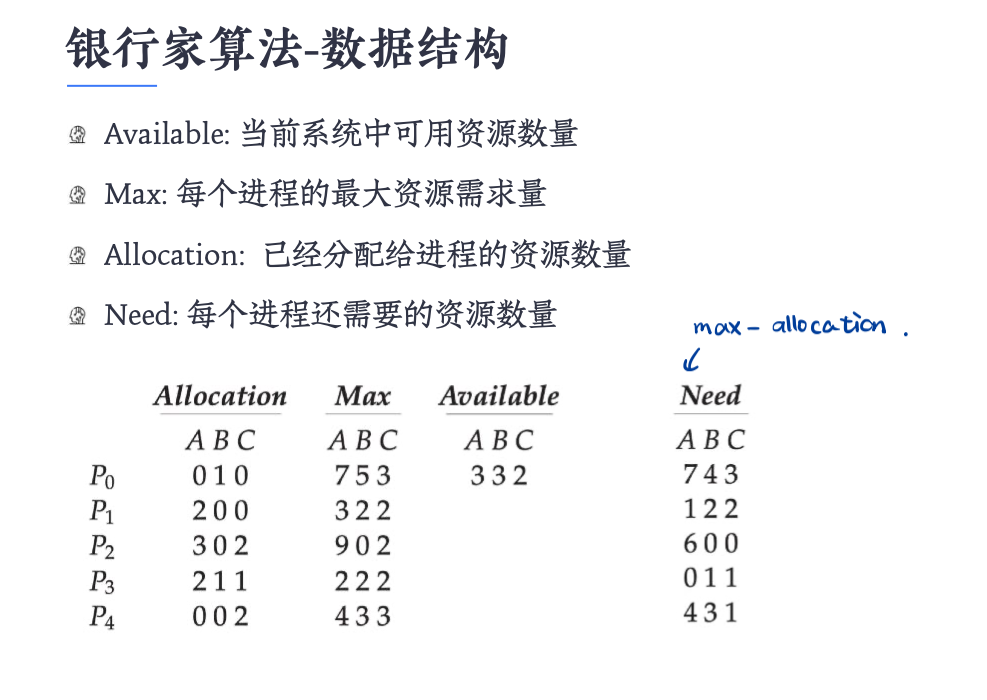 银行家算法-数据结构
Available: 当前系统中可用资源数量
Max: 每个进程的最大资源需求量
Allocation: 已经分配给进程的资源数量
Need: 每个进程还需要的资源数量
max - allocation .
Allocation Max Available Need
A B C A B C A B C A B C
P0 0 1 0 7 5 3 3 3 2 7 4 3
P1 2 0 0 3 2 2 1 2 2
P2 3 0 2 9 0 2 6 0 0
P3 2 1 1 2 2 2 0 1 1
P4 0 0 2 4 3 3 4 3 1